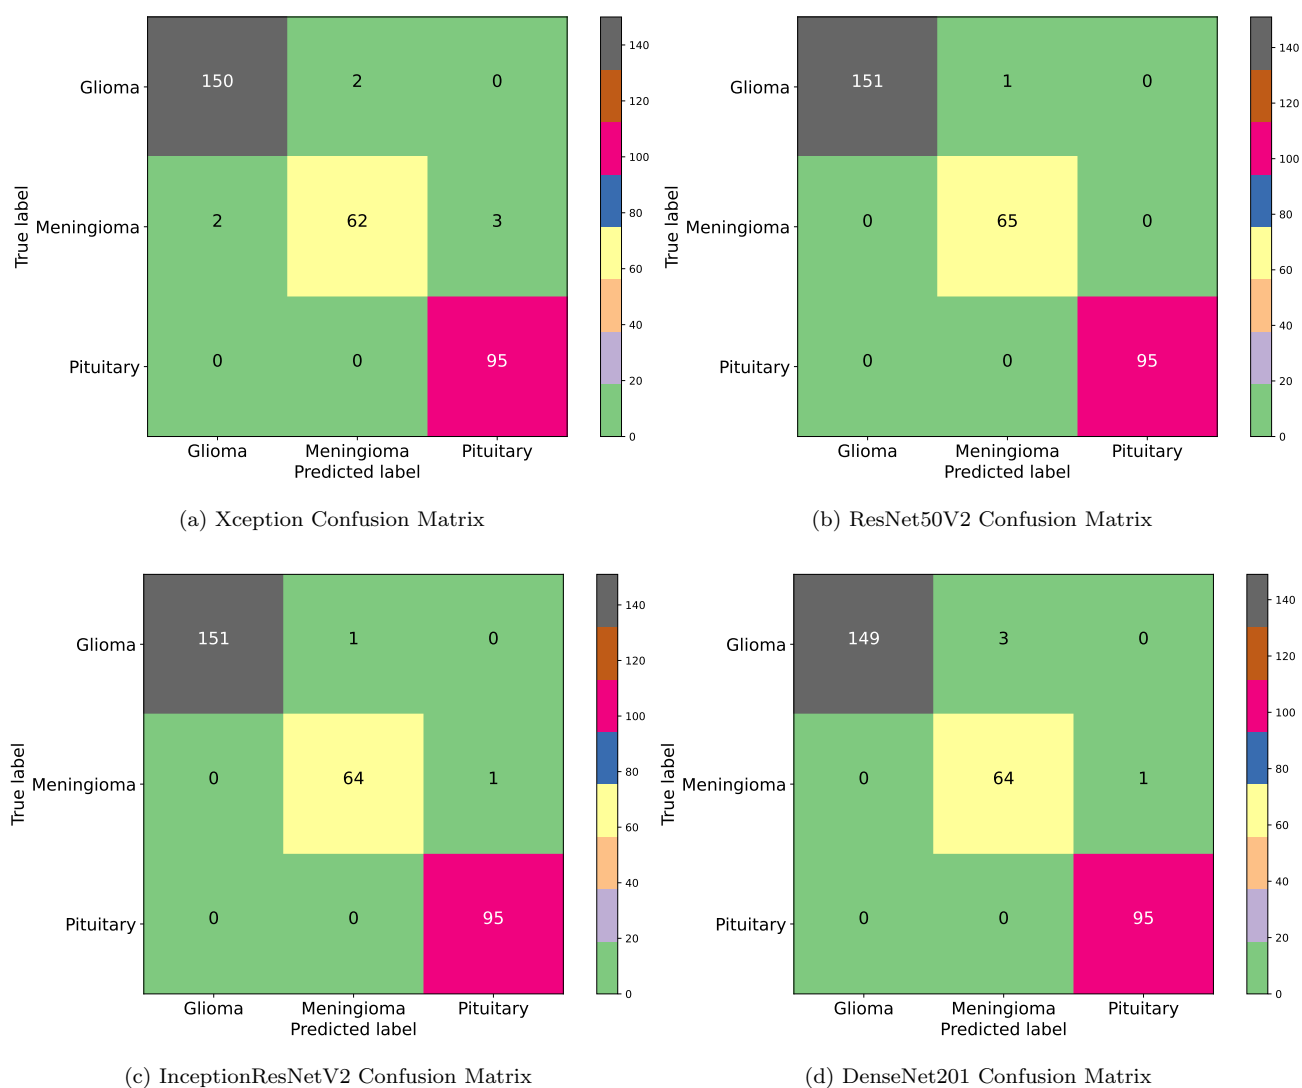 Glioma 150 2 0
Meningioma 2 62 3
Pituitary 0 0 95
Glioma Meningioma Pituitary
Predicted label
True label
140
120
100
80
60
40
20
0
(a) Xception Confusion Matrix
Glioma 151 1 0
Meningioma 0 65 0
Pituitary 0 0 95
Glioma Meningioma Pituitary
Predicted label
True label
140
120
100
80
60
40
20
0
(b) ResNet50V2 Confusion Matrix
Glioma 151 1 0
Meningioma 0 64 1
Pituitary 0 0 95
Glioma Meningioma Pituitary
Predicted label
True label
140
120
100
80
60
40
20
0
(c) InceptionResNetV2 Confusion Matrix
Glioma 149 3 0
Meningioma 0 64 1
Pituitary 0 0 95
Glioma Meningioma Pituitary
Predicted label
True label
140
120
100
80
60
40
20
0
(d) DenseNet201 Confusion Matrix